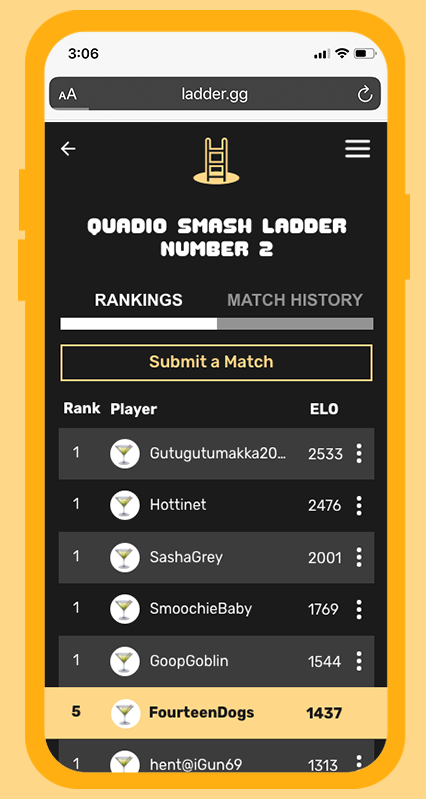 3:06
AA ladder.gg
QUADIO SMASH LADDER
NUMBER 2
RANKINGS MATCH HISTORY
Submit a Match
Rank Player ELO
1 Gutugutumakka20... 2533
1 Hottinet 2476
1 SashaGrey 2001
1 SmoochieBaby 1769
1 GoopGoblin 1544
5 FourteenDogs 1437
1 hent@iGun69 1313